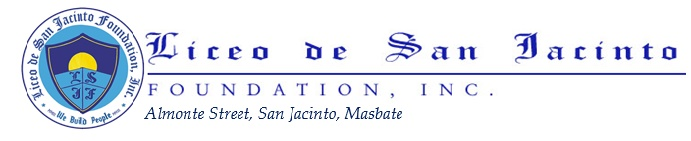 Liceo de San Jacinto Foundation, Inc.
L S
J F
We Build People
Liceo de San Jacinto
FOUNDATION, INC.
Almonte Street, San Jacinto, Masbate